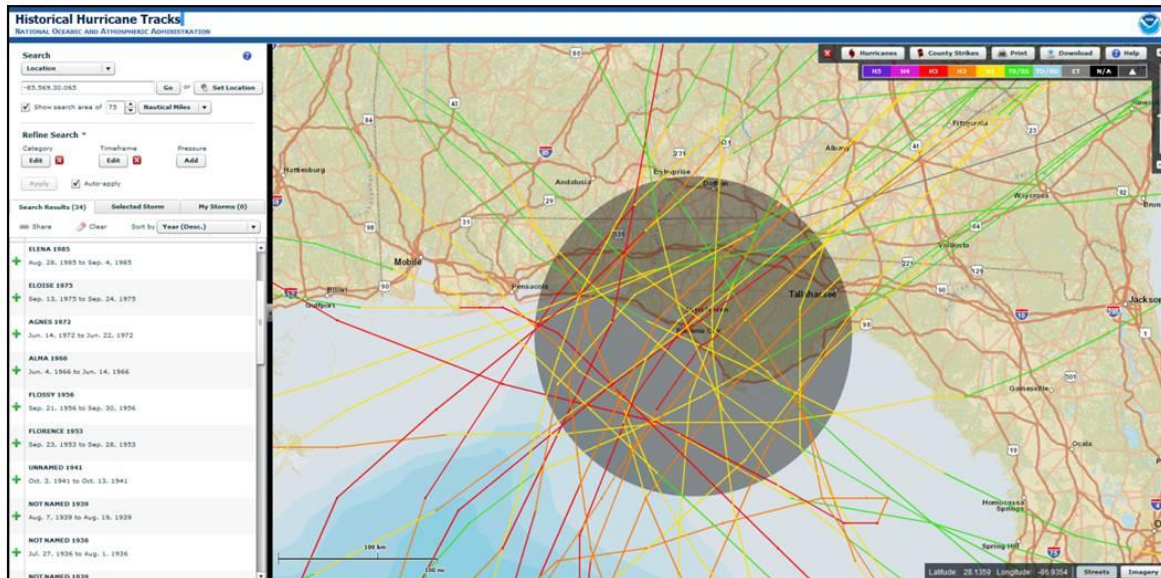 Historical Hurricane Tracks
NATIONAL OCEANIC AND ATMOSPHERIC ADMINISTRATION
Search
Location
-85.569,30.065
Go
or
Set Location
Show search area of
75
Nautical Miles
Refine Search
Category
Timeframe
Pressure
Edit
Edit
Add
Apply
Auto-apply
Search Results (34)
Selected Storm
My Storms (0)
Share
Clear
Sort by
Year (Desc.)
ELENA 1985
Aug. 28, 1985 to Sep. 4, 1985
ELOISE 1975
Sep. 13, 1975 to Sep. 24, 1975
AGNES 1972
Jun. 14, 1972 to Jun. 22, 1972
ALMA 1966
Jun. 4, 1966 to Jun. 14, 1966
FLOSSY 1956
Sep. 21, 1956 to Sep. 30, 1956
FLORENCE 1953
Sep. 23, 1953 to Sep. 28, 1953
UNNAMED 1941
Oct. 3, 1941 to Oct. 13, 1941
NOT NAMED 1939
Aug. 7, 1939 to Aug. 19, 1939
NOT NAMED 1936
Jul. 27, 1936 to Aug. 1, 1936
Hurricanes
County Strikes
Print
Download
Help
H5
H4
H3
H2
H1
TR/SS
TD/SD
ET
N/A
Hattiesburg
Andalusia
Enterprise
Dothan
Albany
Fitzgerald
Waycross
Valdosta
Mobile
Biloxi
Gulfport
Pensacola
Tallahassee
Gainesville
Ocala
Homosassa
Springs
Spring Hill
100 km
100 mi
Latitude: 28.1359 Longitude: -86.9354
Streets
Imagery